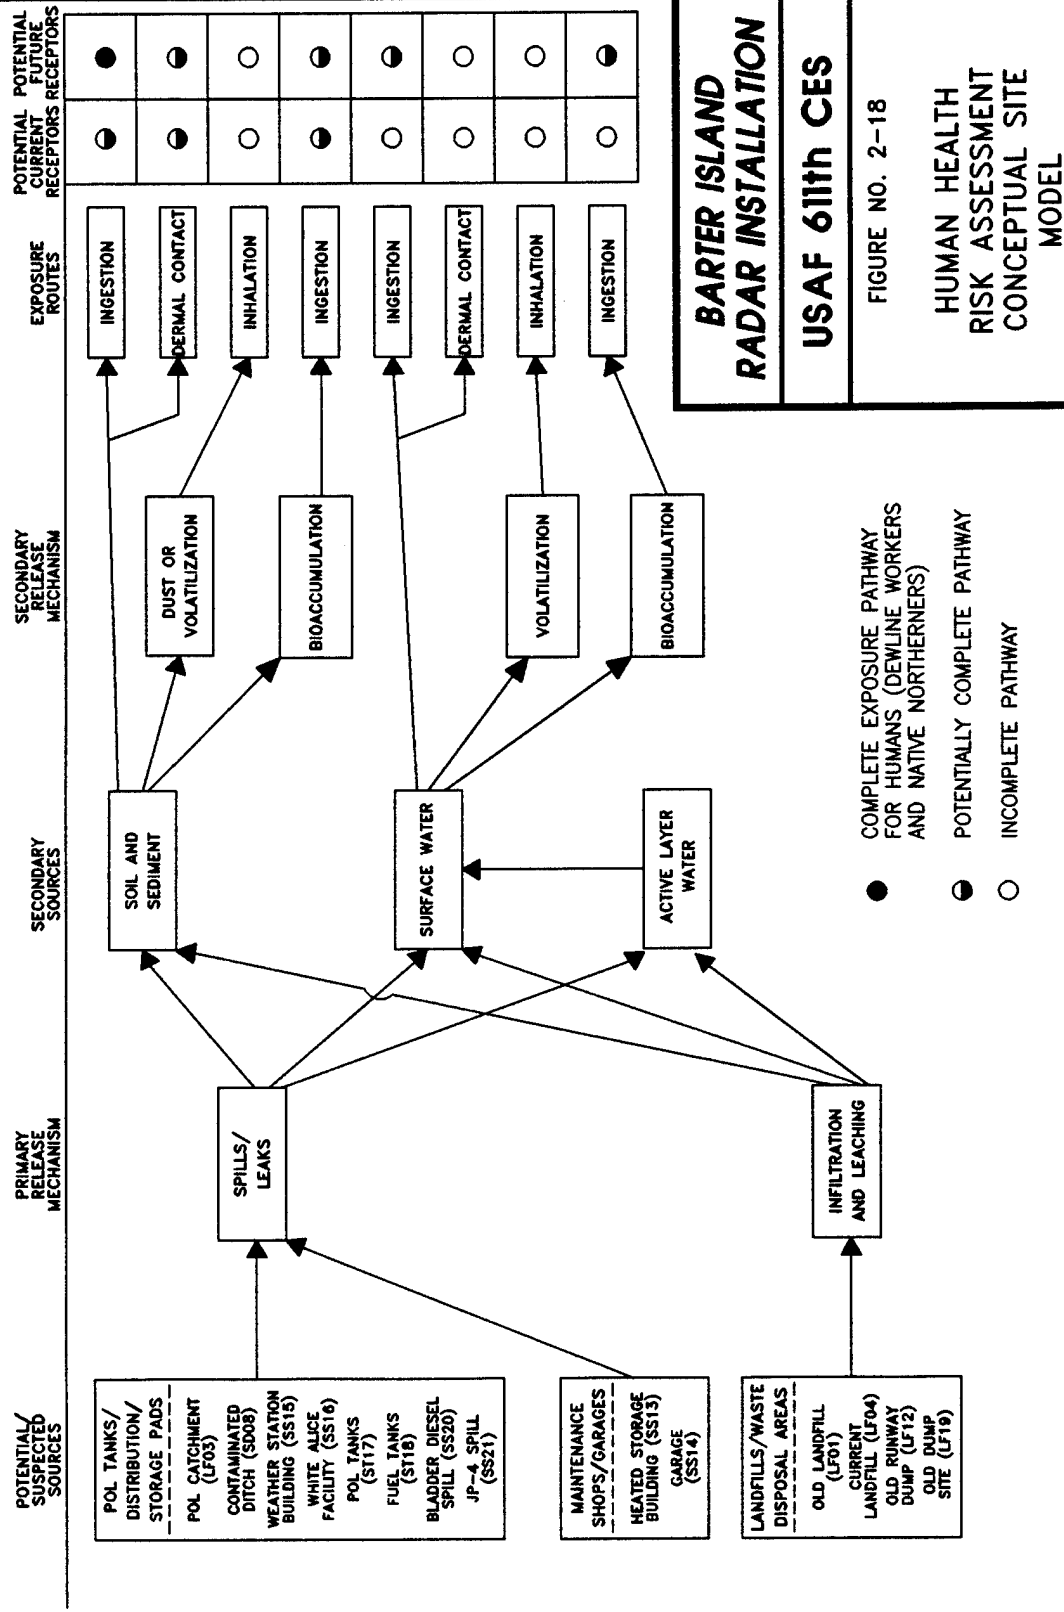 POTENTIAL/
SUSPECTED
SOURCES
PRIMARY
RELEASE
MECHANISM
SECONDARY
SOURCES
SECONDARY
RELEASE
MECHANISM
EXPOSURE
ROUTES
POTENTIAL
CURRENT
RECEPTORS
POTENTIAL
FUTURE
RECEPTORS
POL TANKS/
DISTRIBUTION/
STORAGE PADS
POL CATCHMENT
(LF03)
CONTAMINATED
DITCH (SD08)
WEATHER STATION
BUILDING (SS15)
WHITE ALICE
FACILITY (SS16)
POL TANKS
(ST17)
FUEL TANKS
(ST18)
BLADDER DIESEL
SPILL (SS20)
JP-4 SPILL
(SS21)
MAINTENANCE
SHOPS/GARAGES
HEATED STORAGE
BUILDING (SS13)
GARAGE
(SS14)
LANDFILLS/WASTE
DISPOSAL AREAS
OLD LANDFILL
(LF01)
CURRENT
LANDFILL (LF04)
OLD RUNWAY
DUMP (LF12)
OLD DUMP
SITE (LF19)
SPILLS/
LEAKS
INFILTRATION
AND LEACHING
SOIL AND
SEDIMENT
SURFACE WATER
ACTIVE LAYER
WATER
DUST OR
VOLATILIZATION
BIOACCUMULATION
VOLATILIZATION
BIOACCUMULATION
INGESTION
DERMAL CONTACT
INHALATION
INGESTION
INGESTION
DERMAL CONTACT
INHALATION
INGESTION
COMPLETE EXPOSURE PATHWAY
FOR HUMANS (DEWLINE WORKERS
AND NATIVE NORTHERNERS)
POTENTIALLY COMPLETE PATHWAY
INCOMPLETE PATHWAY
BARTER ISLAND
RADAR INSTALLATION
USAF 611th CES
FIGURE NO. 2-18
HUMAN HEALTH
RISK ASSESSMENT
CONCEPTUAL SITE
MODEL